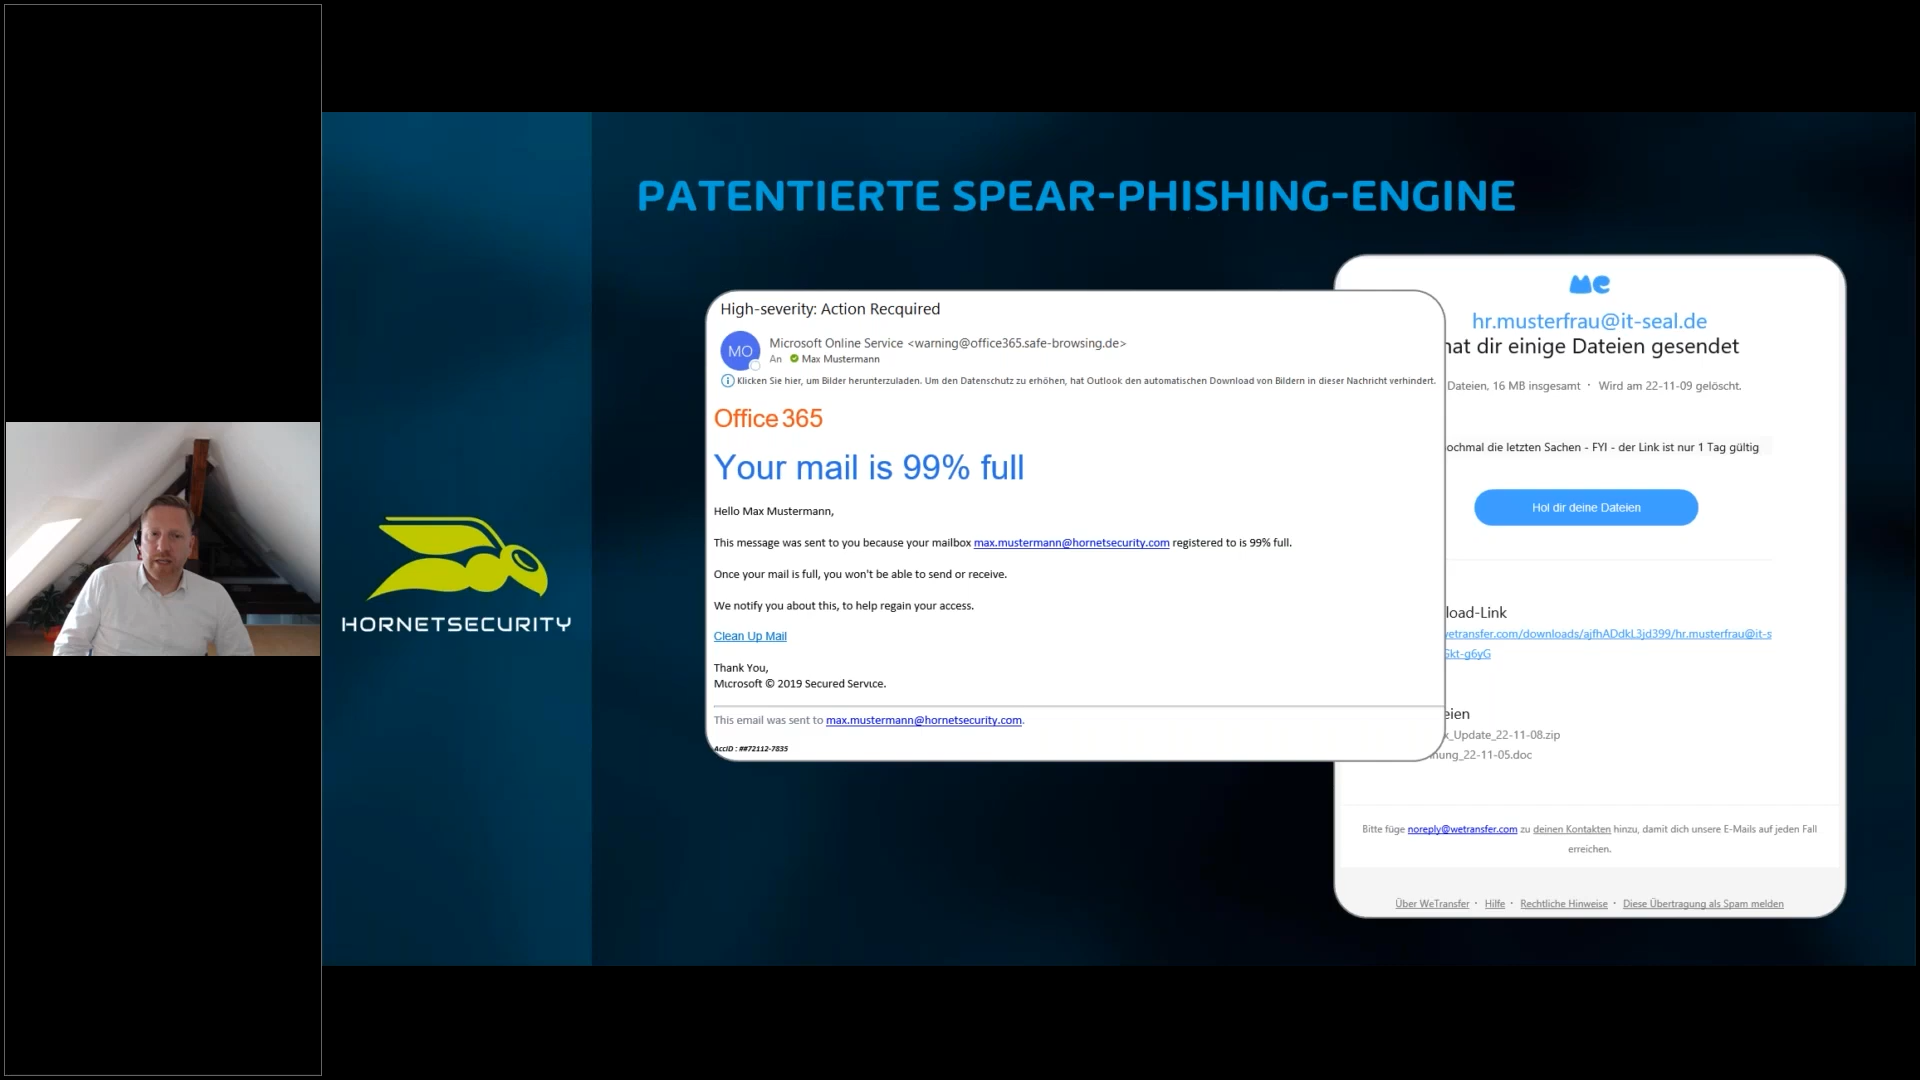 PATENTIERTE SPEAR-PHISHING-ENGINE
HORNETSECURITY
High-severity: Action Recquired
MO
Microsoft Online Service <warning@office365.safe-browsing.de>
An Max Mustermann
Klicken Sie hier, um Bilder herunterzuladen. Um den Datenschutz zu erhöhen, hat Outlook den automatischen Download von Bildern in dieser Nachricht verhindert.
Office 365
Your mail is 99% full
Hello Max Mustermann,
This message was sent to you because your mailbox max.mustermann@hornetsecurity.com registered to is 99% full.
Once your mail is full, you won't be able to send or receive.
We notify you about this, to help regain your access.
Clean Up Mail
Thank You,
Microsoft © 2019 Secured Service.
This email was sent to max.mustermann@hornetsecurity.com.
AccID : ##72112-7835
we
hr.musterfrau@it-seal.de
hat dir einige Dateien gesendet
Dateien, 16 MB insgesamt · Wird am 22-11-09 gelöscht.
ochmal die letzten Sachen - FYI - der Link ist nur 1 Tag gültig
Hol dir deine Dateien
load-Link
wetransfer.com/downloads/ajfhADdkL3jd399/hr.musterfrau@it-s
Gkt-g6yG
eien
x_Update_22-11-08.zip
nung_22-11-05.doc
Bitte füge noreply@wetransfer.com zu deinen Kontakten hinzu, damit dich unsere E-Mails auf jeden Fall
erreichen.
Über WeTransfer · Hilfe · Rechtliche Hinweise · Diese Übertragung als Spam melden